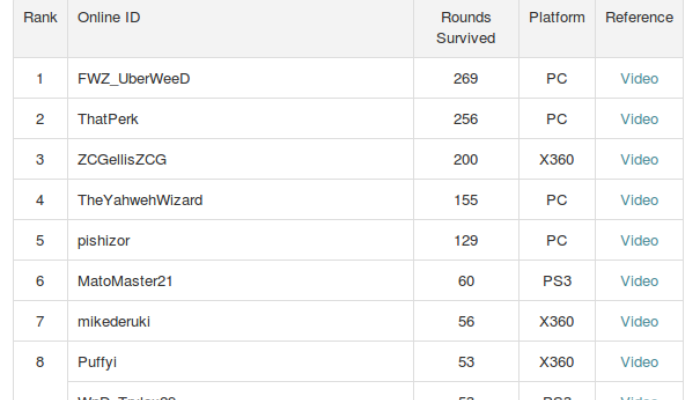 Rank Online ID Rounds Survived Platform Reference
1 FWZ_UberWeeD 269 PC Video
2 ThatPerk 256 PC Video
3 ZCGellisZCG 200 X360 Video
4 TheYahwehWizard 155 PC Video
5 pishizor 129 PC Video
6 MatoMaster21 60 PS3 Video
7 mikederuki 56 X360 Video
8 Puffyi 53 X360 Video
53 PS3 Video